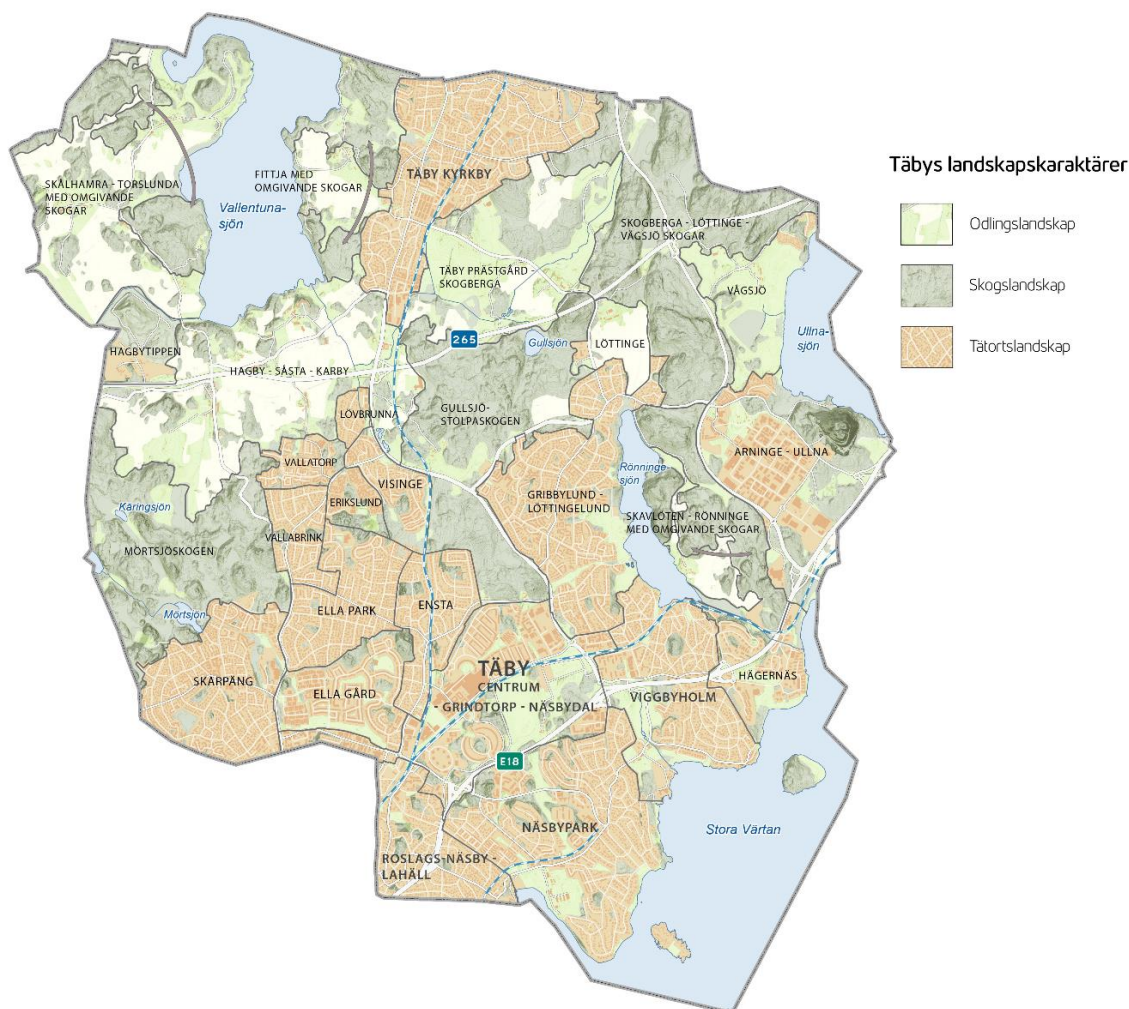 Täbys landskapskaraktärer
Odlingslandskap
Skogslandskap
Tätortslandskap
SKÅLHAMRA - TORSLUNDA
MED OMGIVANDE
SKOGAR
Vallentuna-
sjön
FITTJA MED
OMGIVANDE SKOGAR
TÄBY KYRKBY
SKOGBERGA - LÖTTINGE -
VÅGSJÖ SKOGAR
TÄBY PRÄSTGÅRD -
SKOGBERGA
VÅGSJÖ
Ullna-
sjön
265
Gullsjön
LÖTTINGE
HAGBYTIPPEN
HAGBY - SÅSTA - KARBY
LÖVBRUNNA
GULLSJÖ-
STOLPASKOGEN
VALLATORP
VISINGE
ERIKSLUND
ARNINGE - ULLNA
Rönninge
sjön
GRIBBYLUND -
LÖTTINGELUND
SKAVLÖTEN - RÖNNINGE
MED OMGIVANDE SKOGAR
Käringsjön
VALLABRINK
MÖRTSJÖSKOGEN
Mörtsjön
ELLA PARK
ENSTA
SKARPÄNG
ELLA GÅRD
TÄBY
CENTRUM
- GRINDTORP - NÄSBYDAL
VIGGBYHOLM
HÄGERNÄS
E18
NÄSBYPARK
Stora Värtan
ROSLAGS-NÄSBY -
LAHÄLL